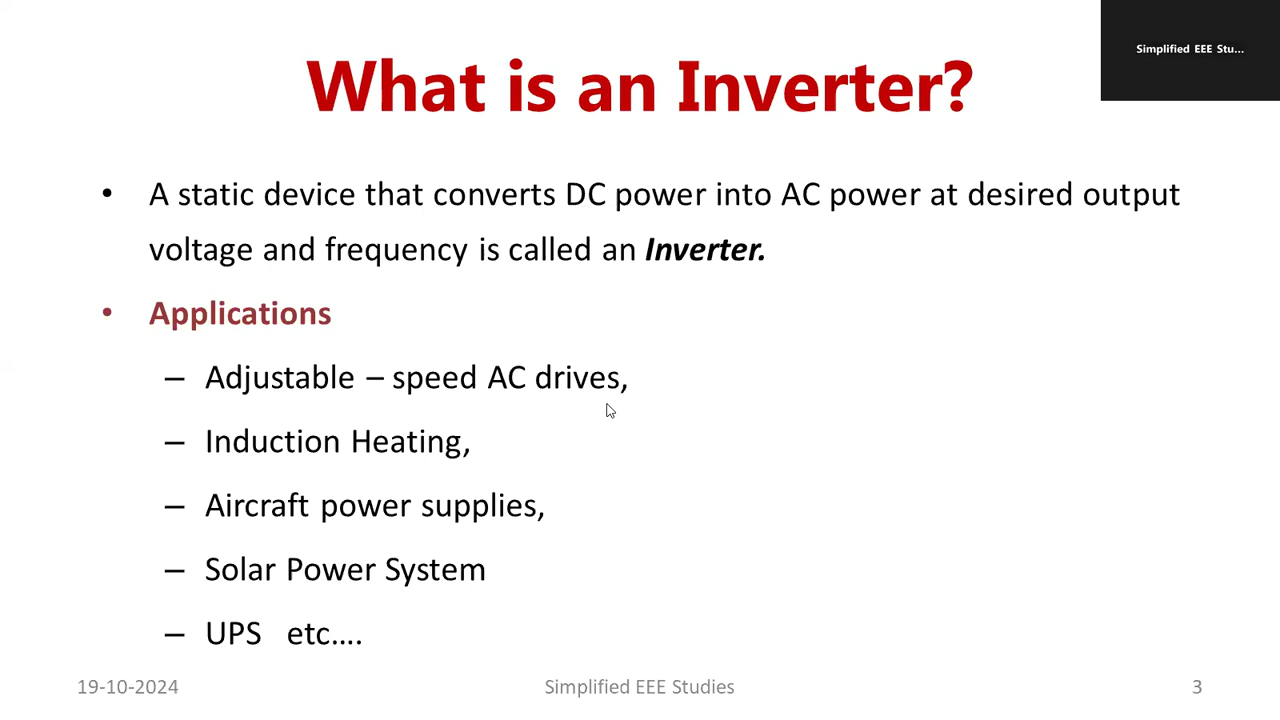 Simplified EEE Stu...
What is an Inverter?
• A static device that converts DC power into AC power at desired output
voltage and frequency is called an Inverter.
• Applications
– Adjustable – speed AC drives,
– Induction Heating,
– Aircraft power supplies,
– Solar Power System
– UPS etc….
19-10-2024 Simplified EEE Studies 3